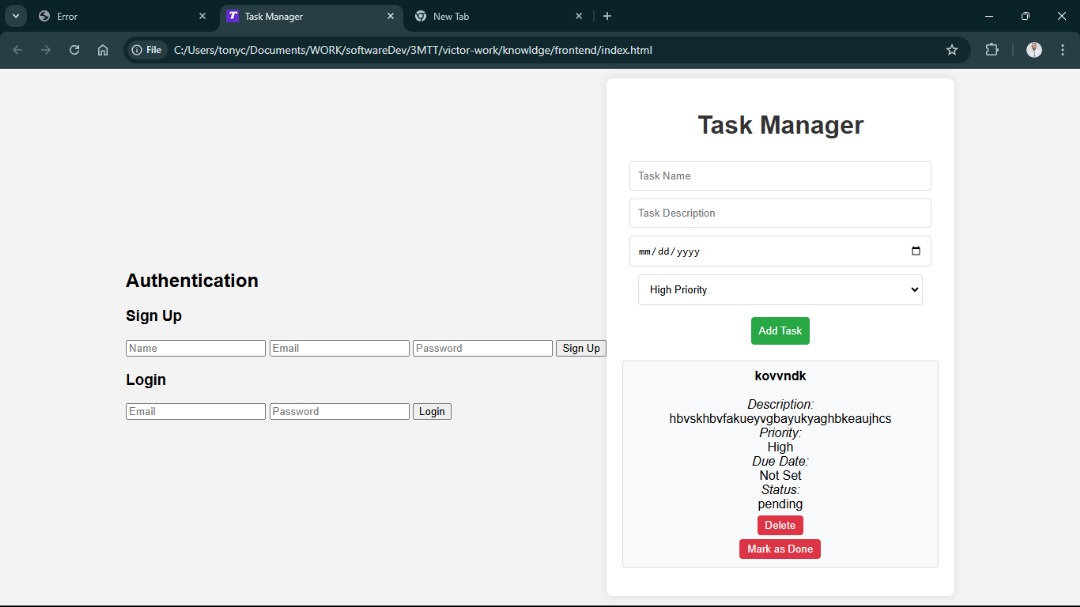 Error
Task Manager
New Tab
File
C:/Users/tonyc/Documents/WORK/softwareDev/3MTT/victor-work/knowldge/frontend/index.html
Authentication
Sign Up
Name Email Password Sign Up
Login
Email Password Login
Task Manager
Task Name
Task Description
mm/dd/yyyy
High Priority
Add Task
kovvndk
Description:
hbvskhbvfakueyvgbayukyaghbkeaujhcs
Priority:
High
Due Date:
Not Set
Status:
pending
Delete
Mark as Done